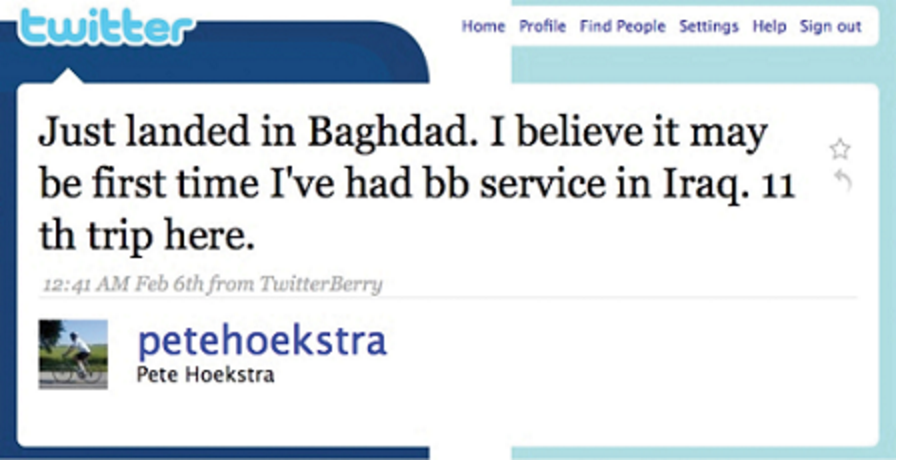 twitter
Home Profile Find People Settings Help Sign out
Just landed in Baghdad. I believe it may
be first time I've had bb service in Iraq. 11
th trip here.
12:41 AM Feb 6th from TwitterBerry
petehoekstra
Pete Hoekstra